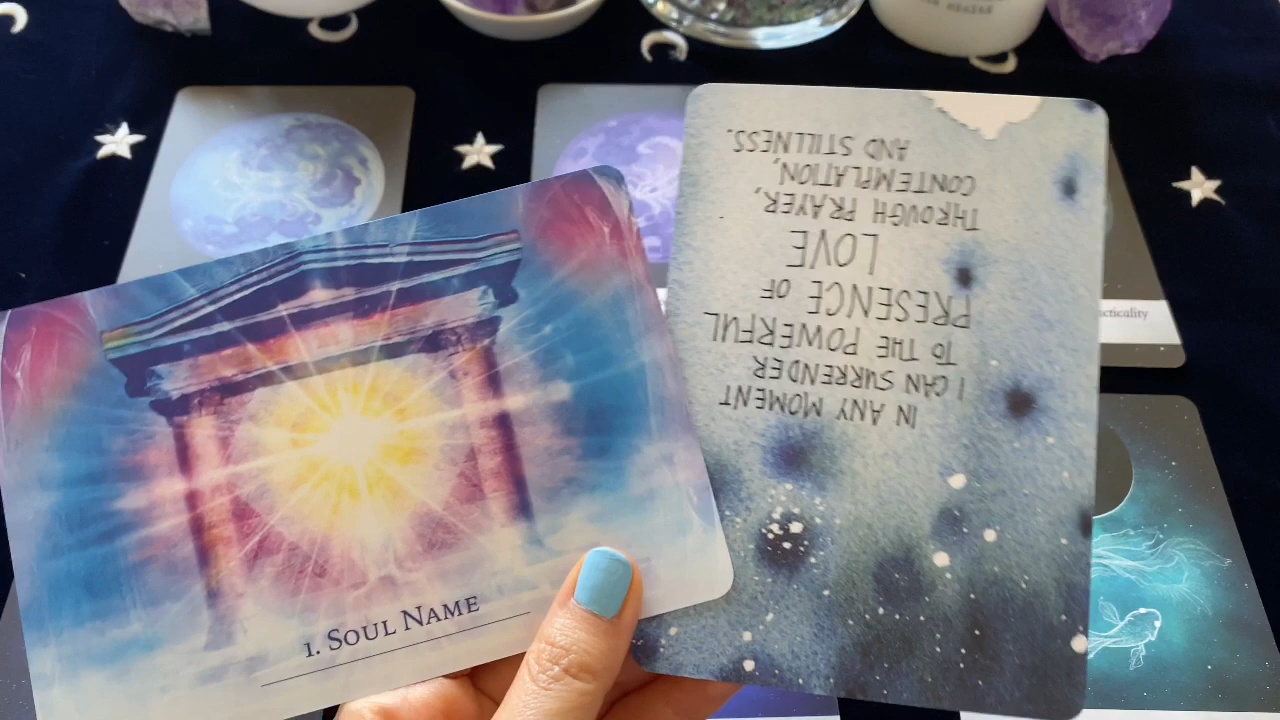 1. SOUL NAME
IN ANY MOMENT
I CAN SURRENDER
TO THE POWERFUL
PRESENCE OF
LOVE
THROUGH PRAYER,
CONTEMPLATION,
AND STILLNESS.